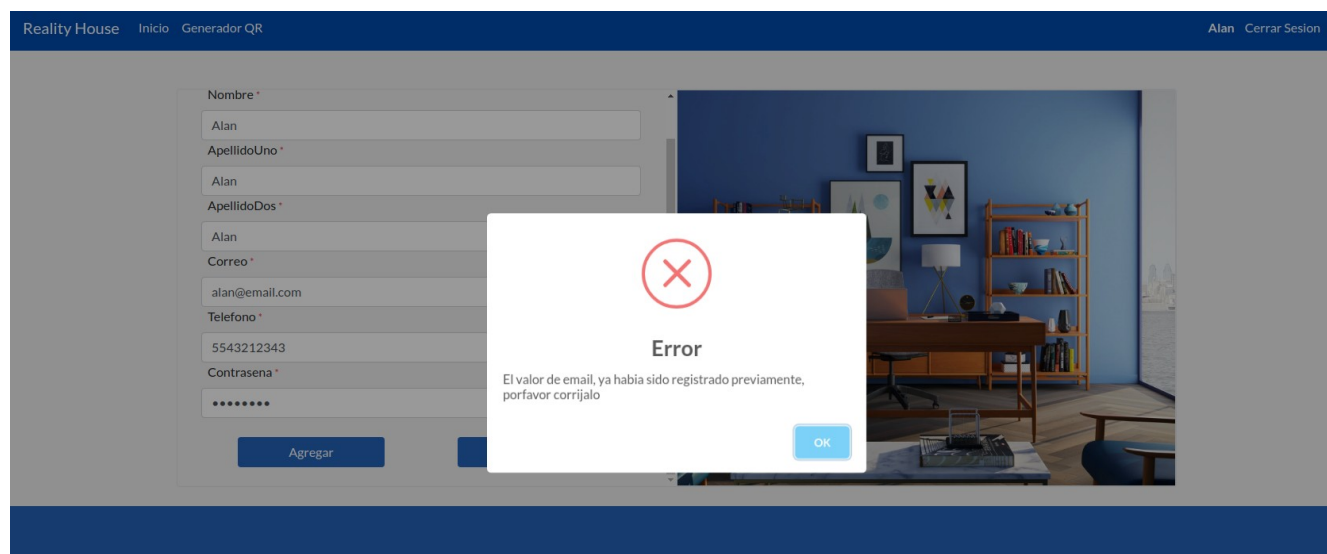 Reality House Inicio Generador QR Alan Cerrar Sesion
Nombre *
Alan
ApellidoUno *
Alan
ApellidoDos *
Alan
Correo *
alan@email.com
Telefono *
5543212343
Contrasena *
••••••••
Agregar
Error
El valor de email, ya habia sido registrado previamente,
porfavor corrijalo
OK